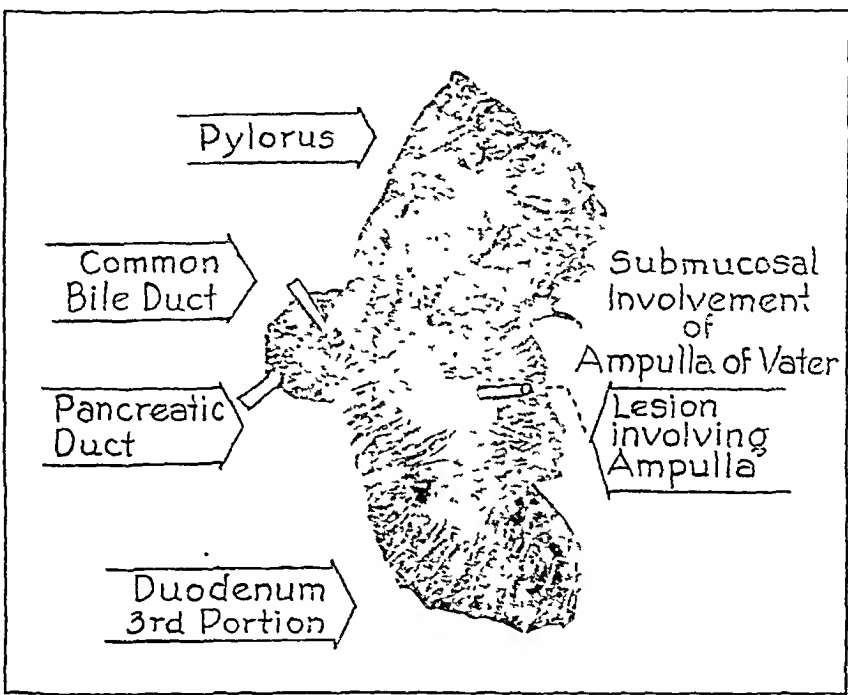 Pylorus
Common
Bile Duct
Submucosal
Involvement
of
Ampulla of Vater
Pancreatic
Duct
Lesion
involving
Ampulla
Duodenum
3rd Portion